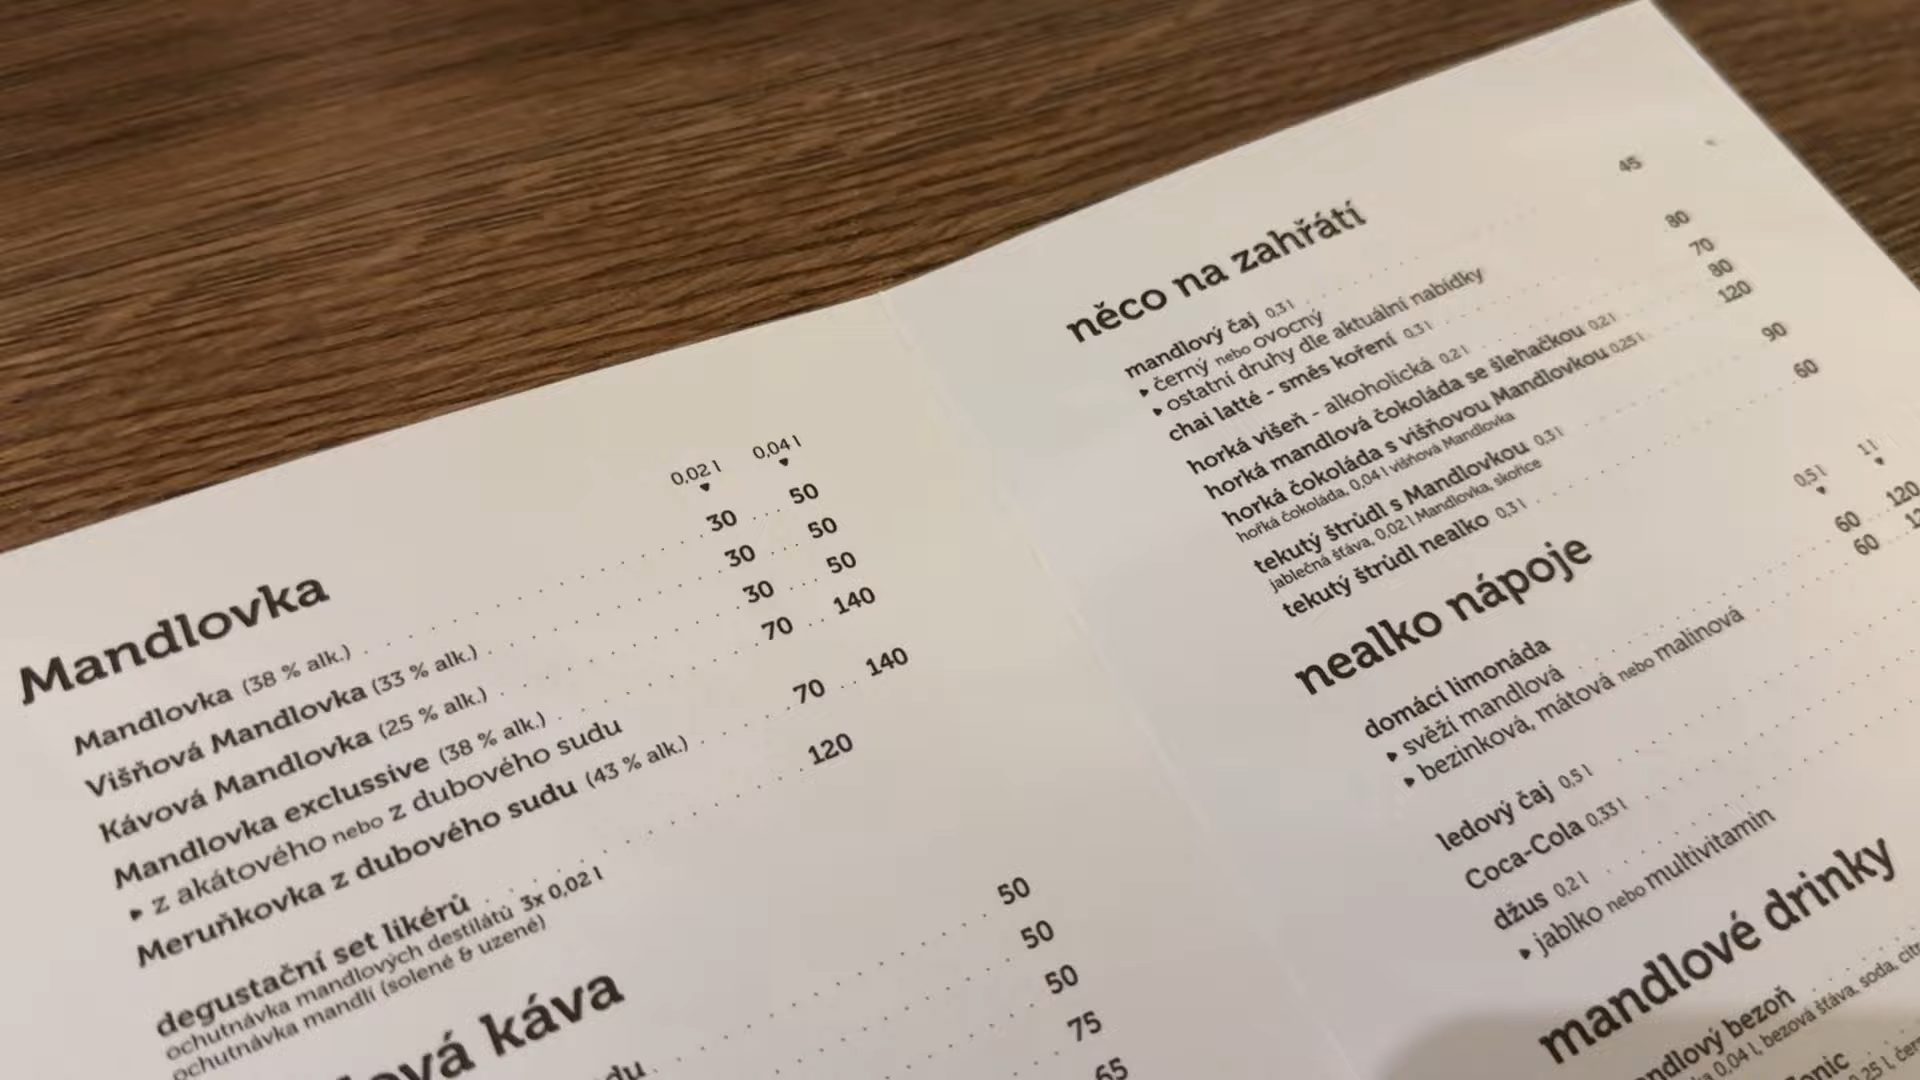 0,02 l 0,04 l
Mandlovka
Mandlovka (38 % alk.) 30 50
Višňová Mandlovka (33 % alk.) 30 50
Kávová Mandlovka (25 % alk.) 30 50
Mandlovka exclussive (38 % alk.) 70 140
z akátového nebo z dubového sudu
Meruňkovka z dubového sudu (43 % alk.) 70 140
degustační set likérů 120
ochutnávka mandlových destilátů 3x 0,02 l
ochutnávka mandlí (solené & uzené)
káva
50
50
50
75
65
něco na zahřátí
mandlový čaj 0,3 l 45
černý nebo ovocný
ostatní druhy dle aktuální nabídky
chai latté - směs koření 0,3 l 80
horká višeň - alkoholická 0,2 l 70
horká mandlová čokoláda se šlehačkou 0,2 l 80
horká čokoláda s višňovou Mandlovkou 0,25 l 120
hořká čokoláda, 0,04 l višňová Mandlovka
tekutý štrúdl s Mandlovkou 0,3 l 90
jablečná šťáva, 0,02 l Mandlovka, skořice
tekutý štrúdl nealko 0,3 l 60
nealko nápoje
0,5 l 1 l
domácí limonáda
svěží mandlová 60 120
bezinková, mátová nebo malinová 60
ledový čaj 0,5 l
Coca-Cola 0,33 l
džus 0,2 l
jablko nebo multivitamin
mandlové drinky
bezoň
0,04 l, bezová šťáva, soda,
0,25 l,